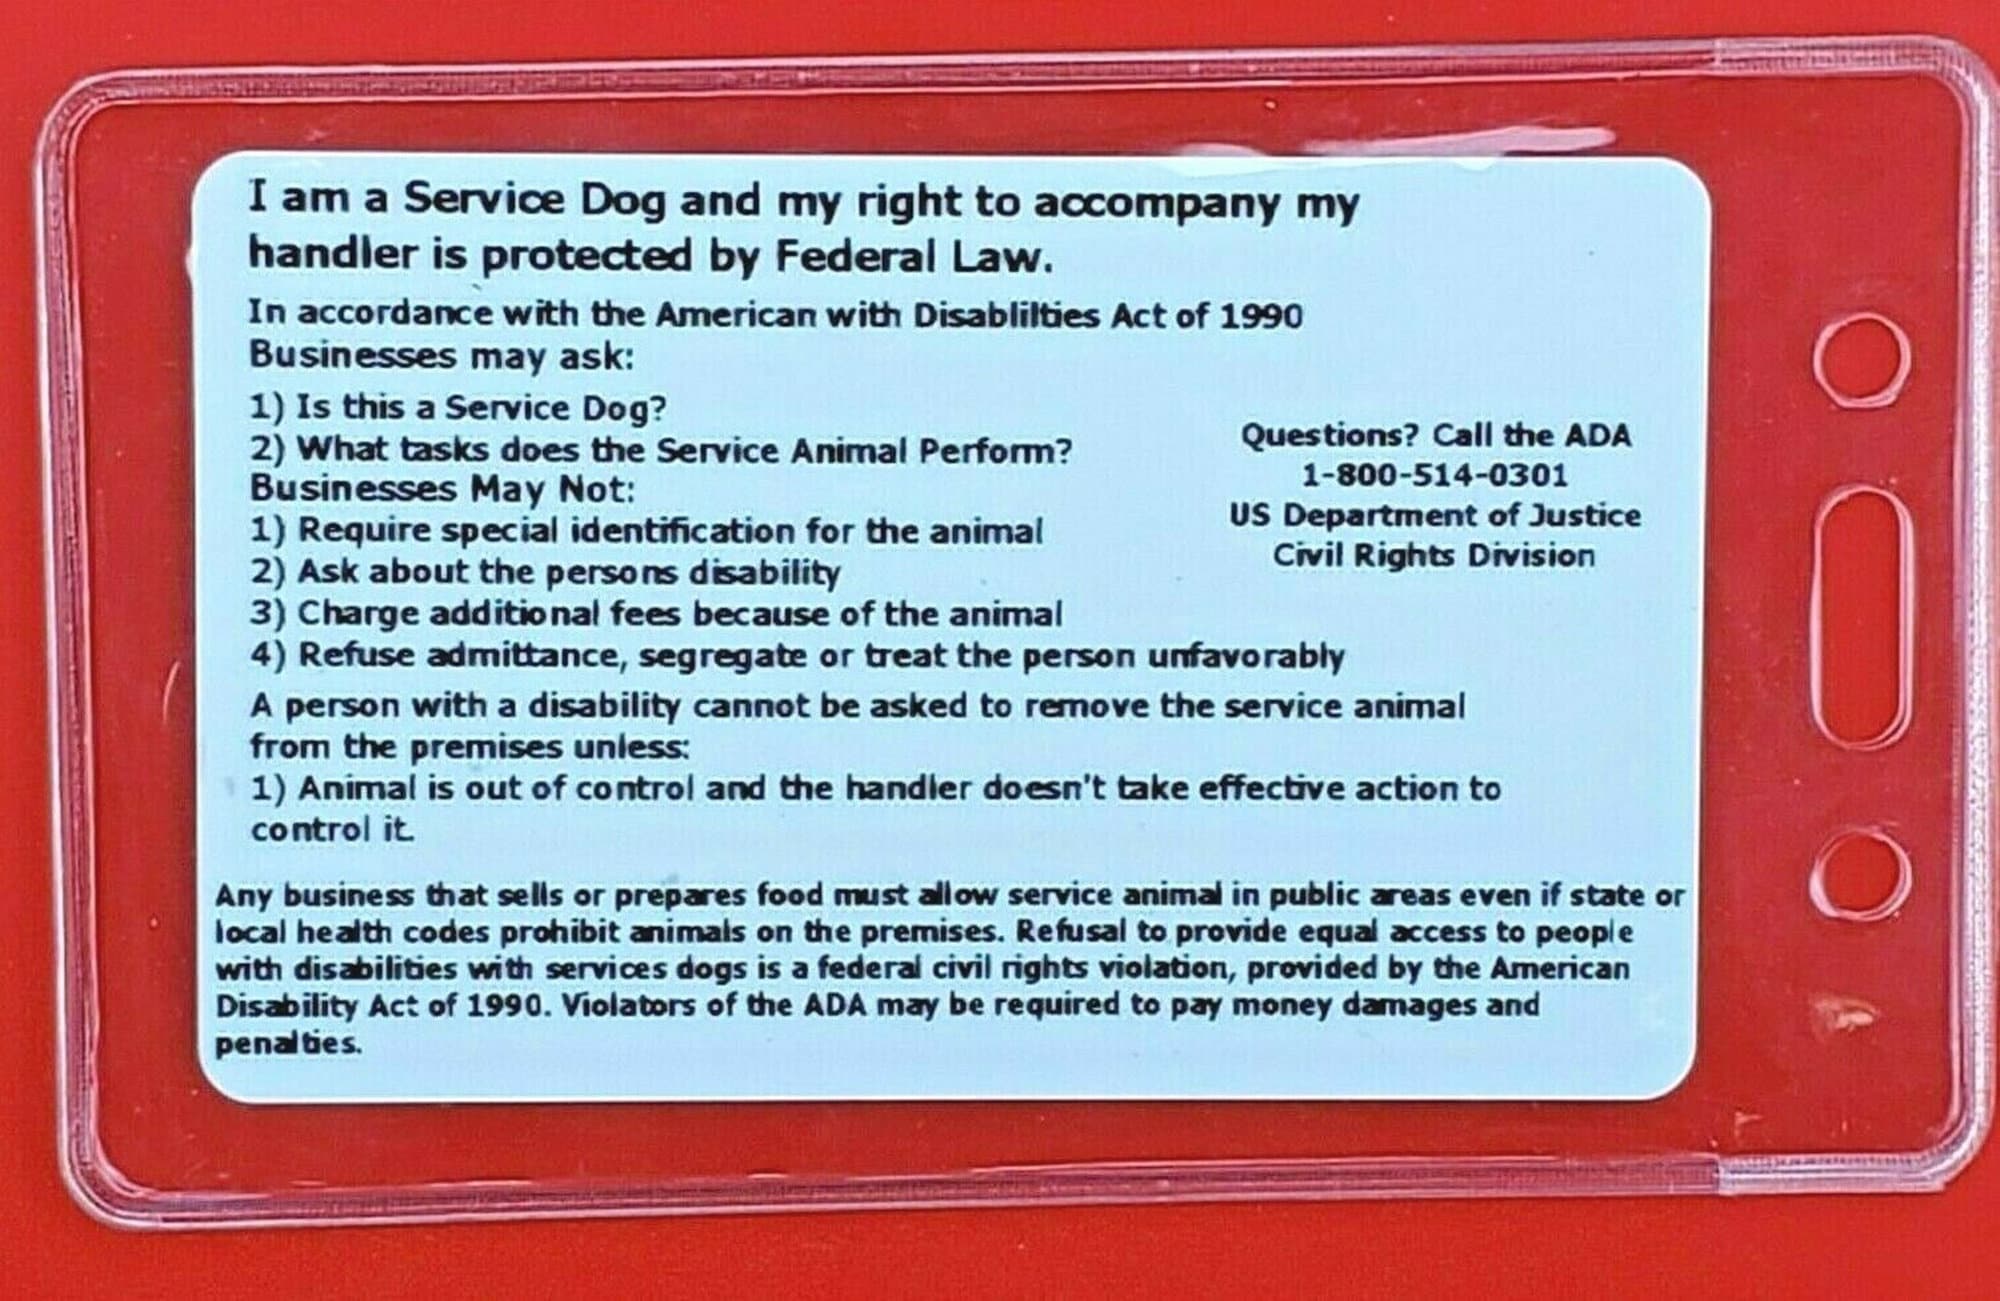 I am a Service Dog and my right to accompany my
handler is protected by Federal Law.
In accordance with the American with Disablilties Act of 1990
Businesses may ask:
1) Is this a Service Dog?
2) What tasks does the Service Animal Perform?
Businesses May Not:
1) Require special identification for the animal
2) Ask about the persons disability
3) Charge additional fees because of the animal
4) Refuse admittance, segregate or treat the person unfavorably
Questions? Call the ADA
1-800-514-0301
US Department of Justice
Civil Rights Division
A person with a disability cannot be asked to remove the service animal
from the premises unless:
1) Animal is out of control and the handler doesn't take effective action to
control it.
Any business that sells or prepares food must allow service animal in public areas even if state or
local health codes prohibit animals on the premises. Refusal to provide equal access to people
with disabilities with services dogs is a federal civil rights violation, provided by the American
Disability Act of 1990. Violators of the ADA may be required to pay money damages and
penalties.